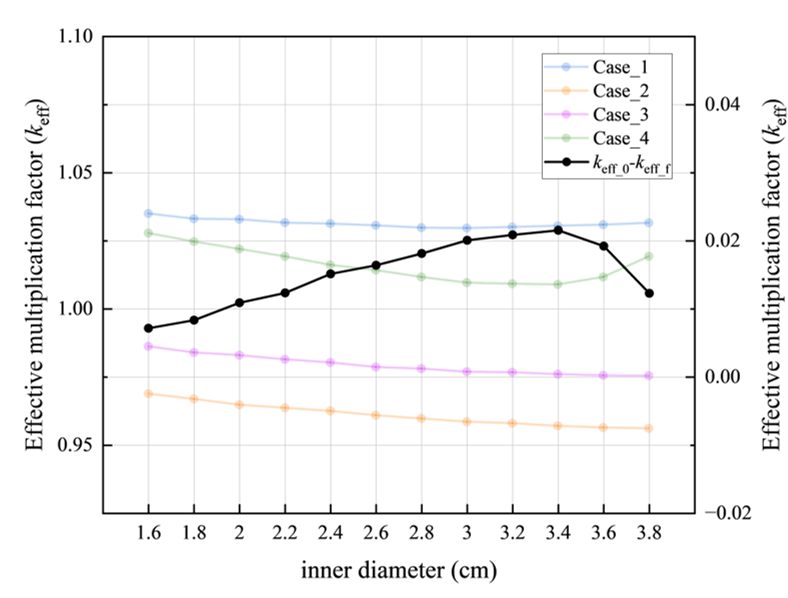 1.10
1.05
1.00
0.95
Effective multiplication factor (keff)
Case_1
Case_2
Case_3
Case_4
keff_0-keff_f
0.04
0.02
0.00
−0.02
Effective multiplication factor (keff)
1.6 1.8 2 2.2 2.4 2.6 2.8 3 3.2 3.4 3.6 3.8
inner diameter (cm)